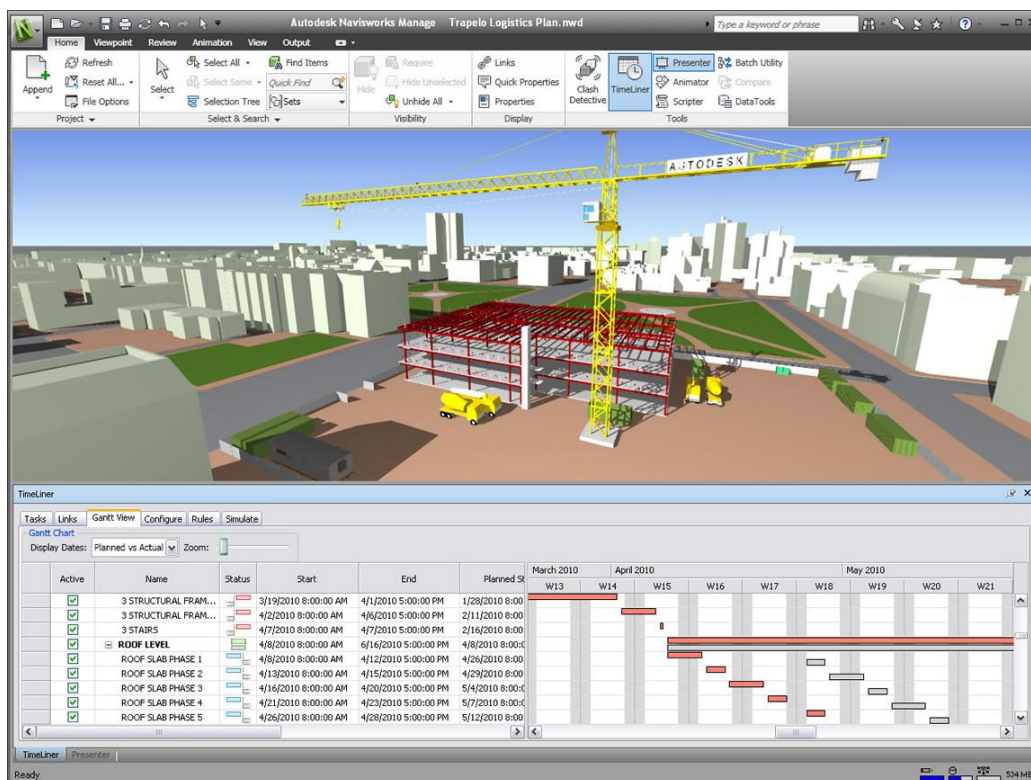 Autodesk Navisworks Manage Trapelo Logistics Plan.nwd
Type a keyword or phrase
Home Viewpoint Review Animation View Output
Append
Refresh
Reset All...
File Options
Project
Select
Select All
Select Same
Selection Tree
Find Items
Quick Find
Sets
Select & Search
Hide
Require
Hide Unselected
Unhide All
Visibility
Links
Quick Properties
Properties
Display
Clash Detective
TimeLiner
Presenter
Animator
Scripter
Batch Utility
Compare
DataTools
Tools
AUTODESK
TimeLiner
Tasks Links Gantt View Configure Rules Simulate
Gantt Chart
Display Dates: Planned vs Actual Zoom:
March 2010 April 2010 May 2010
Active Name Status Start End Planned St
W13 W14 W15 W16 W17 W18 W19 W20 W21
3 STRUCTURAL FRAM... 3/19/2010 8:00:00 AM 4/1/2010 5:00:00 PM 1/28/2010 8:00
3 STRUCTURAL FRAM... 4/2/2010 8:00:00 AM 4/6/2010 5:00:00 PM 2/11/2010 8:00
3 STAIRS 4/7/2010 8:00:00 AM 4/7/2010 5:00:00 PM 2/16/2010 8:00
ROOF LEVEL 4/8/2010 8:00:00 AM 6/16/2010 5:00:00 PM 4/8/2010 8:00:0
ROOF SLAB PHASE 1 4/8/2010 8:00:00 AM 4/12/2010 5:00:00 PM 4/26/2010 8:00
ROOF SLAB PHASE 2 4/13/2010 8:00:00 AM 4/15/2010 5:00:00 PM 4/29/2010 8:00
ROOF SLAB PHASE 3 4/16/2010 8:00:00 AM 4/20/2010 5:00:00 PM 5/4/2010 8:00:0
ROOF SLAB PHASE 4 4/21/2010 8:00:00 AM 4/23/2010 5:00:00 PM 5/7/2010 8:00:0
ROOF SLAB PHASE 5 4/26/2010 8:00:00 AM 4/28/2010 5:00:00 PM 5/12/2010 8:00
TimeLiner Presenter
Ready
534 MB